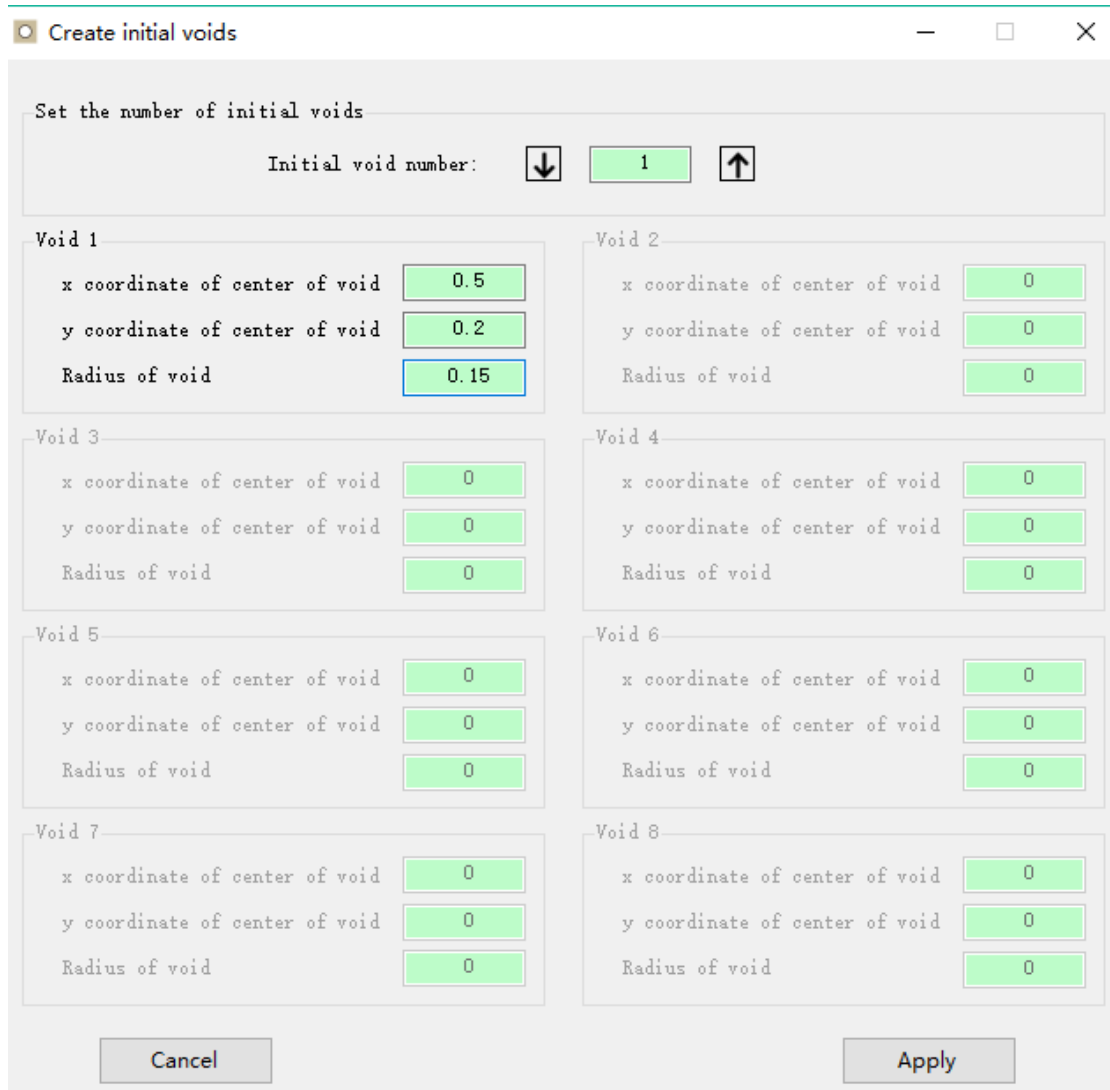 Create initial voids
Set the number of initial voids
Initial void number: 1
Void 1
x coordinate of center of void 0.5
y coordinate of center of void 0.2
Radius of void 0.15
Void 2
x coordinate of center of void 0
y coordinate of center of void 0
Radius of void 0
Void 3
x coordinate of center of void 0
y coordinate of center of void 0
Radius of void 0
Void 4
x coordinate of center of void 0
y coordinate of center of void 0
Radius of void 0
Void 5
x coordinate of center of void 0
y coordinate of center of void 0
Radius of void 0
Void 6
x coordinate of center of void 0
y coordinate of center of void 0
Radius of void 0
Void 7
x coordinate of center of void 0
y coordinate of center of void 0
Radius of void 0
Void 8
x coordinate of center of void 0
y coordinate of center of void 0
Radius of void 0
Cancel
Apply